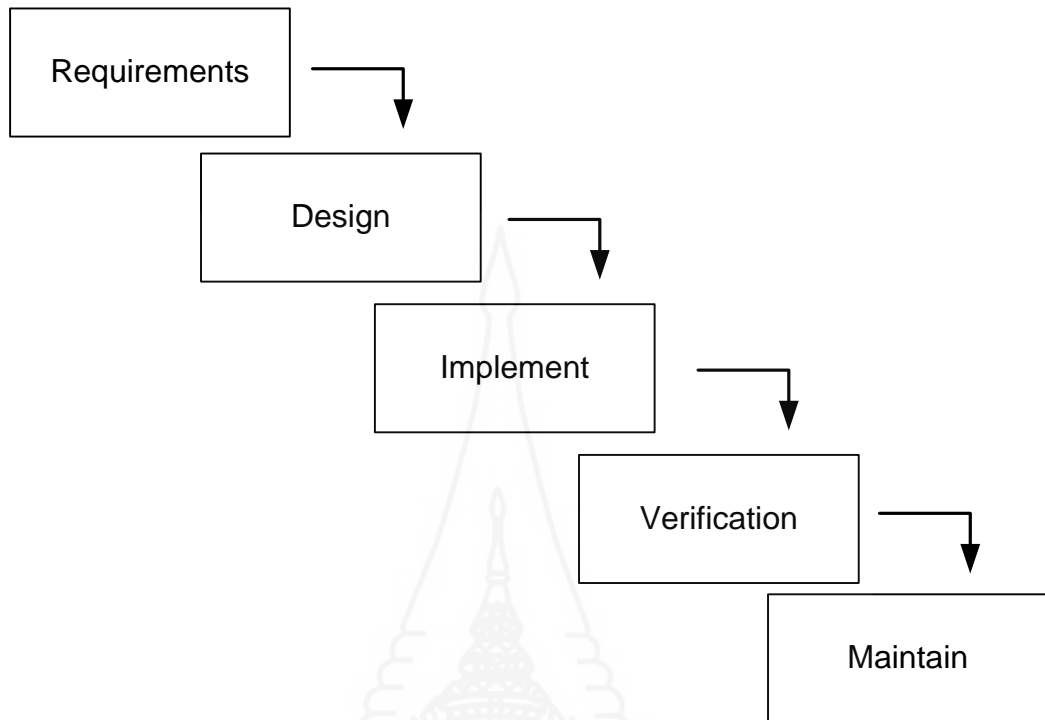 Requirements
Design
Implement
Verification
Maintain